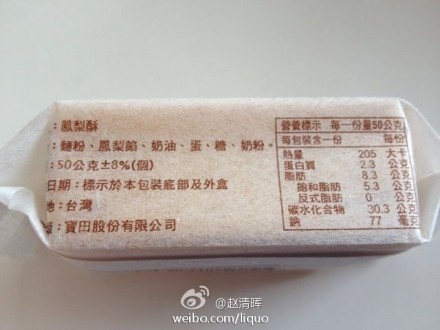 ：鳳梨酥
：麵粉、鳳梨餡、奶油、蛋、糖、奶粉。
：50公克±8%(個)
日期：標示於本包裝底部及外盒
地：台灣
：寶田股份有限公司
營養標示 每一份量50公克
每包裝含一份 每份
熱量 205 大卡
蛋白質 2.3 公克
脂肪 8.3 公克
飽和脂肪 5.3 公克
反式脂肪 0 公克
碳水化合物 30.3 公克
鈉 77 毫克
@赵清晖
weibo.com/liquo